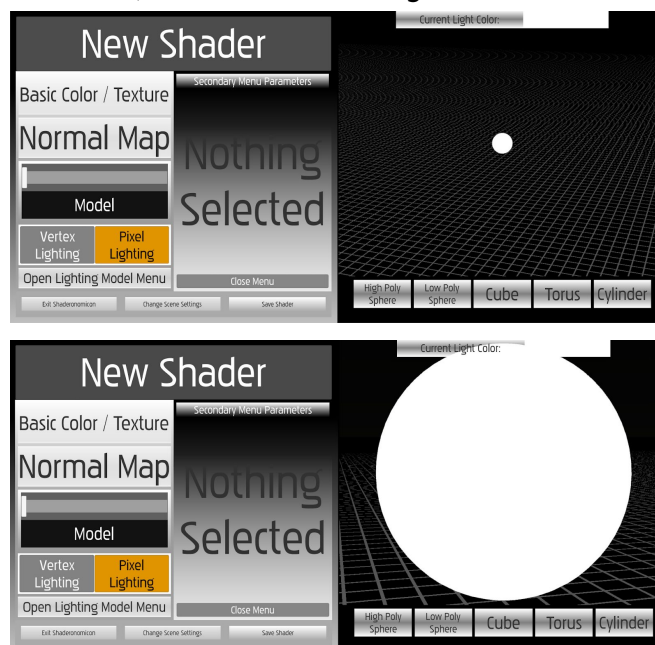 New Shader
Basic Color / Texture
Normal Map
Model
Vertex Lighting
Pixel Lighting
Open Lighting Model Menu
Secondary Menu Parameters
Nothing
Selected
Close Menu
Exit Shaderonomicon
Change Scene Settings
Save Shader
Current Light Color:
High Poly Sphere
Low Poly Sphere
Cube
Torus
Cylinder
New Shader
Basic Color / Texture
Normal Map
Model
Vertex Lighting
Pixel Lighting
Open Lighting Model Menu
Secondary Menu Parameters
Nothing
Selected
Close Menu
Exit Shaderonomicon
Change Scene Settings
Save Shader
Current Light Color:
High Poly Sphere
Low Poly Sphere
Cube
Torus
Cylinder